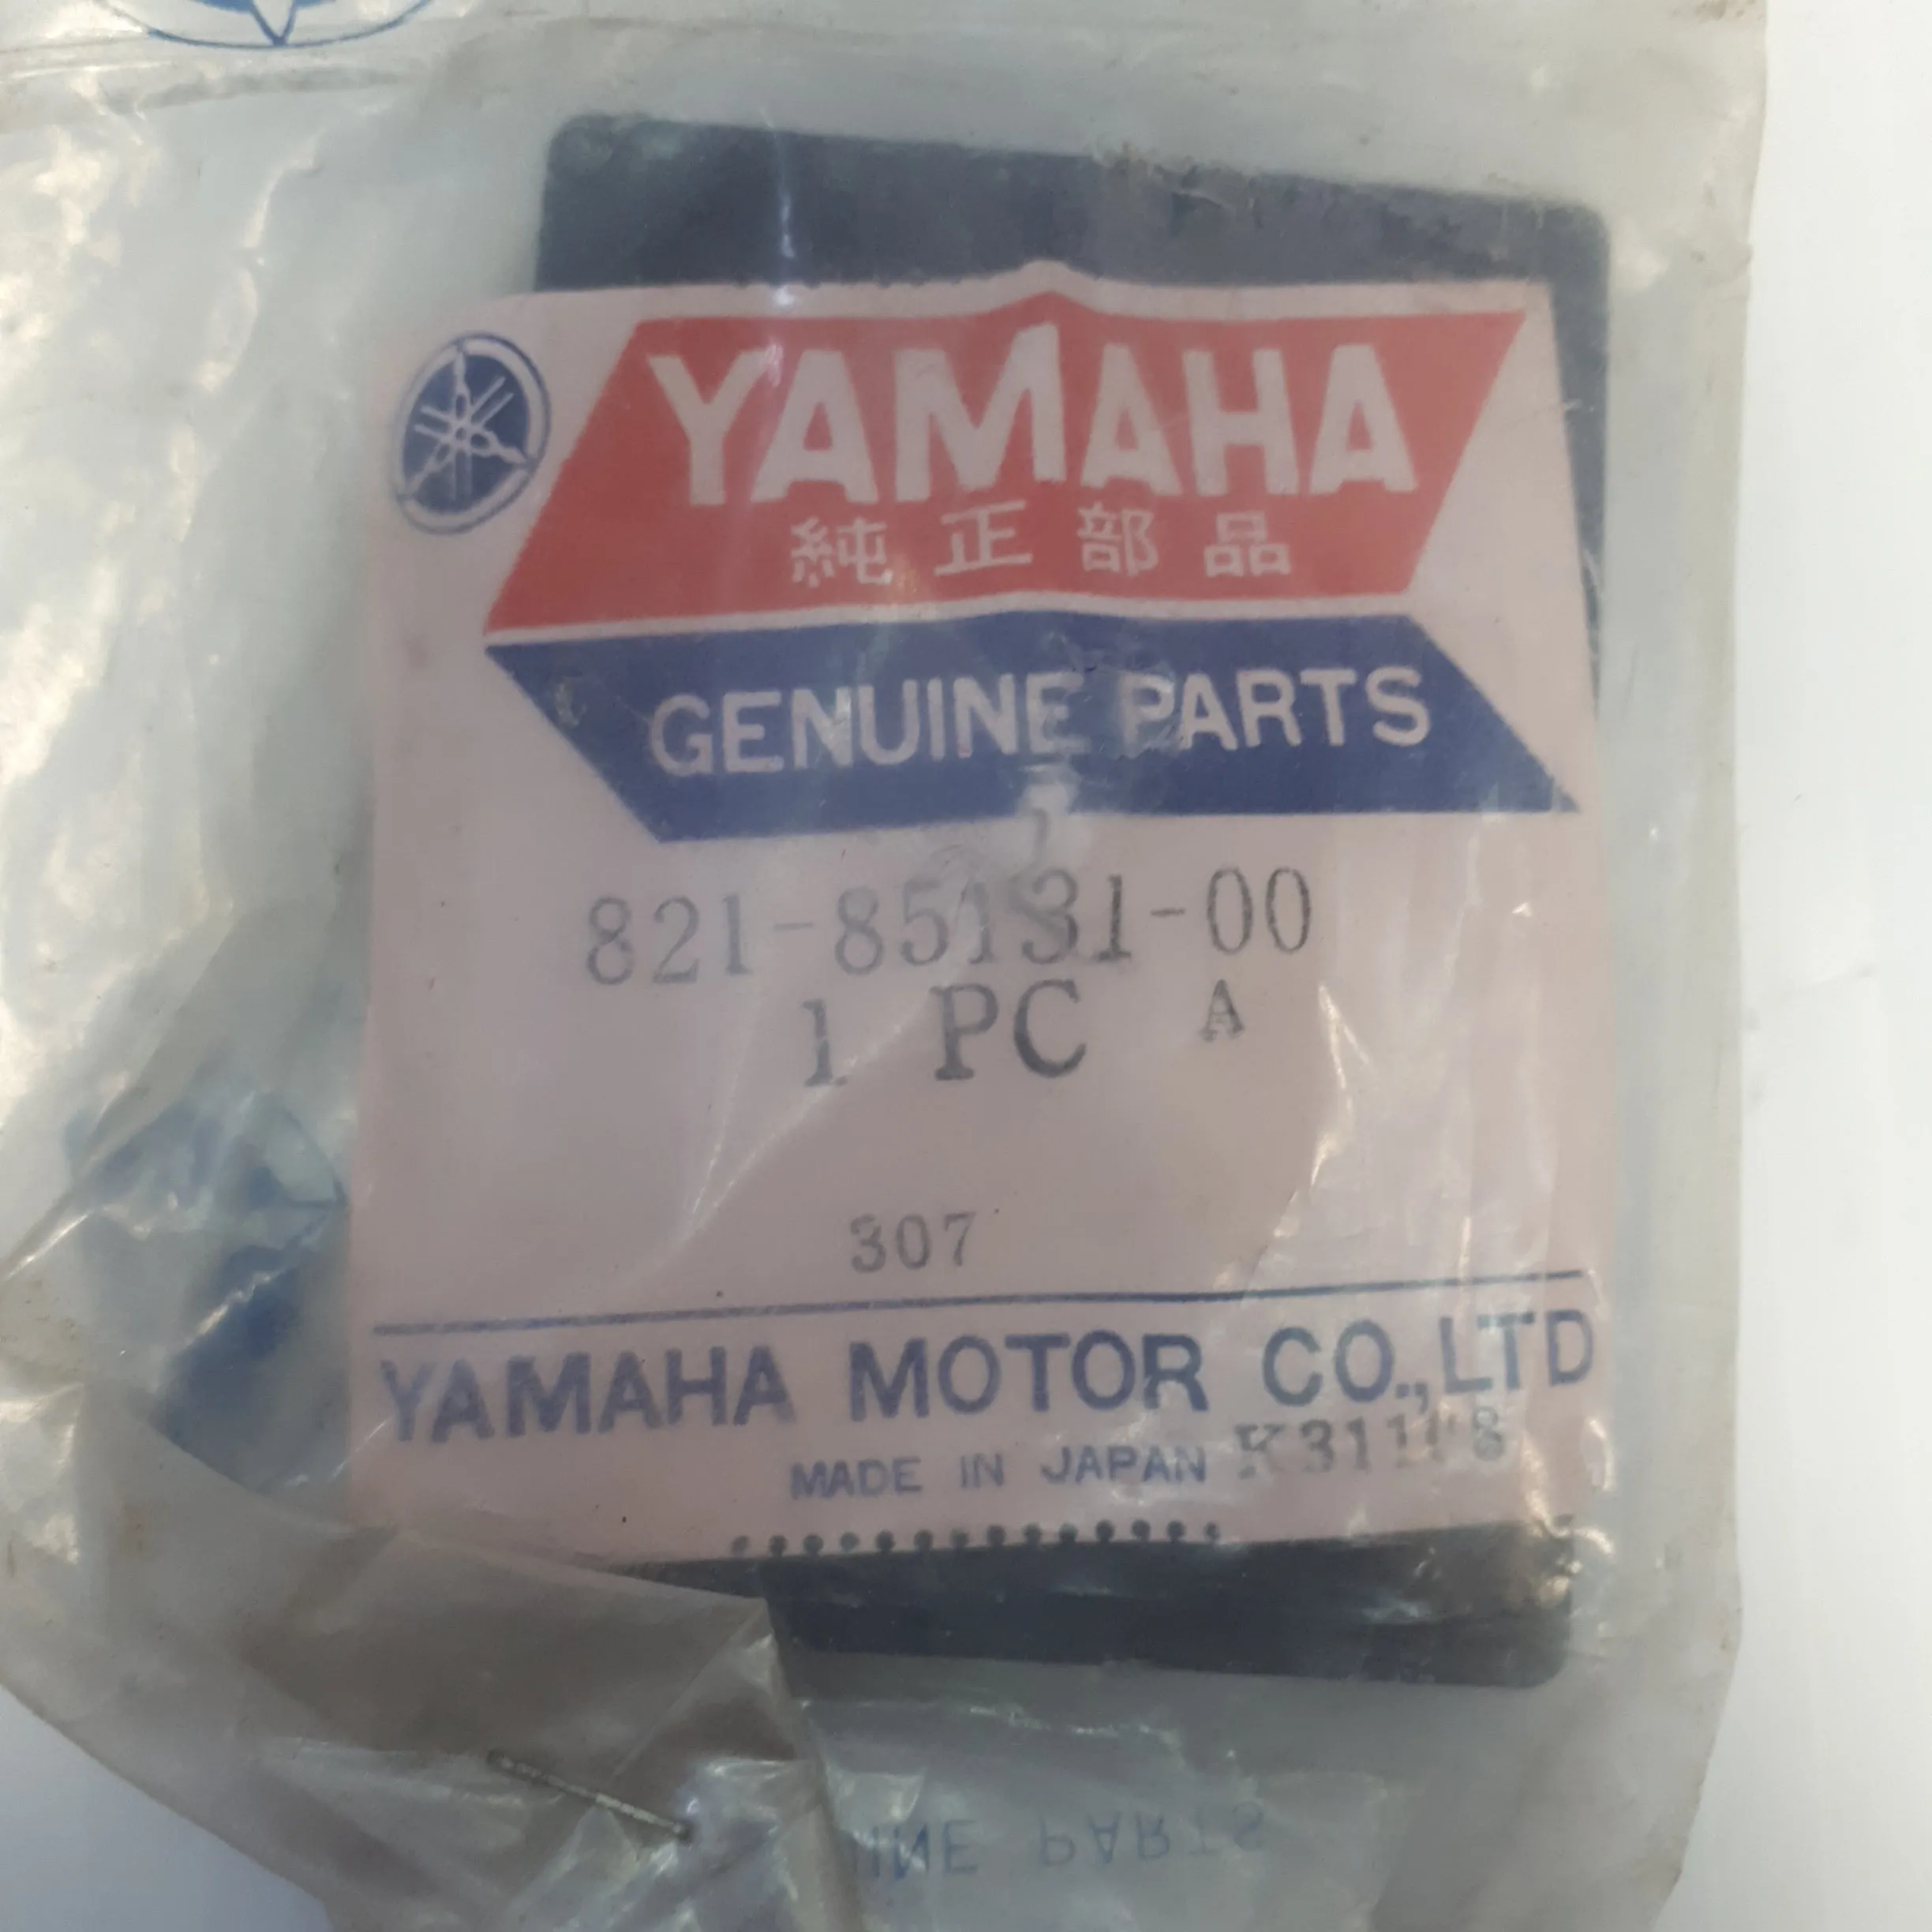 YAMAHA
純正部品
GENUINE PARTS
821-85131-00
1 PC A
307
YAMAHA MOTOR CO., LTD
MADE IN JAPAN
PARTS